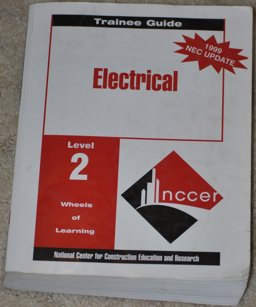 Trainee Guide
1999
NEC UPDATE
Electrical
Level
2
Wheels
of
Learning
nccer
National Center for Construction Education and Research